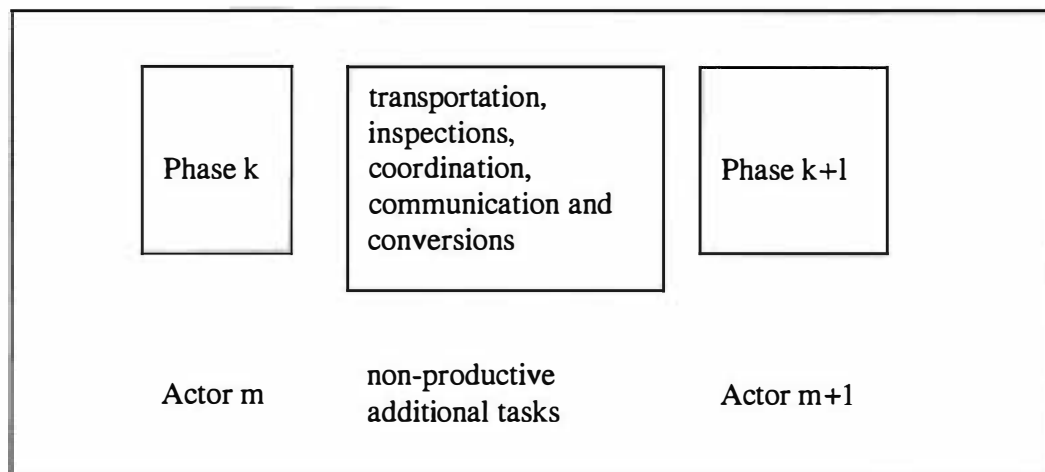 Phase k
transportation,
inspections,
coordination,
communication and
conversions
Phase k+1
Actor m
non-productive
additional tasks
Actor m+1